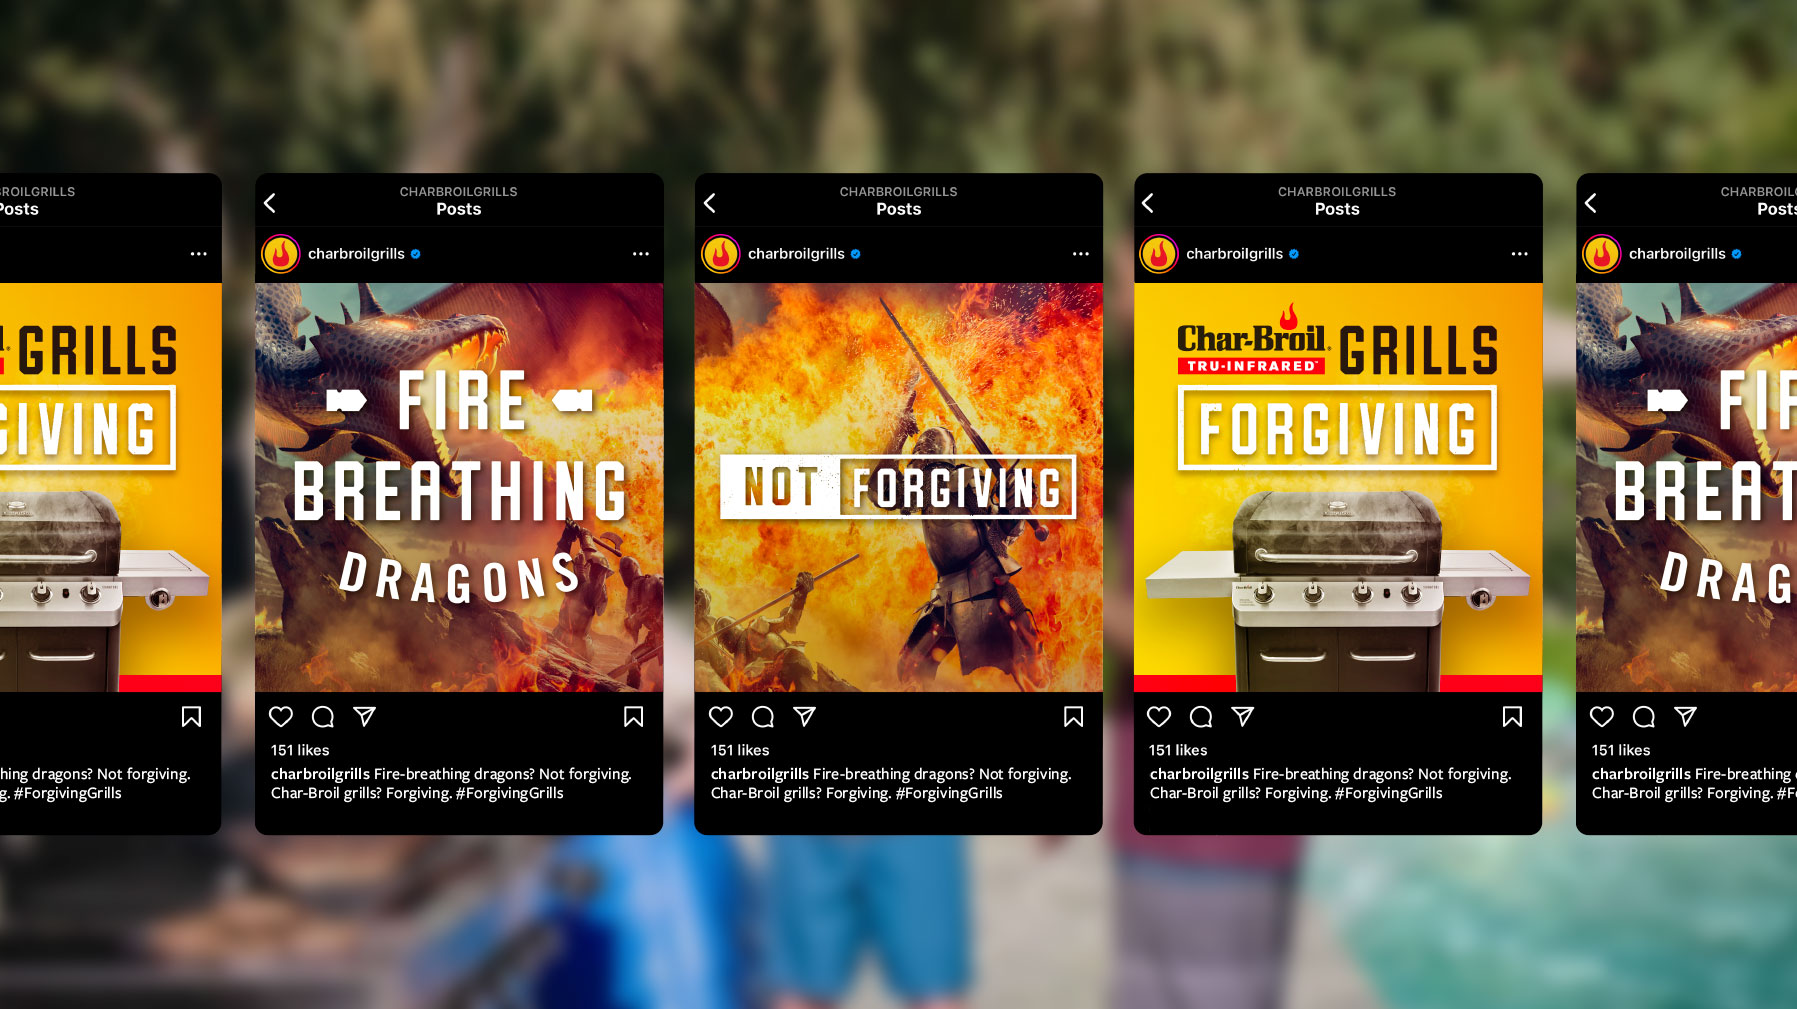 ROILGRILLS
Posts
GRILLS
GIVING
hing dragons? Not forgiving.
g. #ForgivingGrills
CHARBROILGRILLS
Posts
charbroilgrills
FIRE
BREATHING
DRAGONS
151 likes
charbroilgrills Fire-breathing dragons? Not forgiving.
Char-Broil grills? Forgiving. #ForgivingGrills
CHARBROILGRILLS
Posts
charbroilgrills
NOT FORGIVING
151 likes
charbroilgrills Fire-breathing dragons? Not forgiving.
Char-Broil grills? Forgiving. #ForgivingGrills
CHARBROILGRILLS
Posts
charbroilgrills
Char-Broil® GRILLS
TRU-INFRARED™
FORGIVING
151 likes
charbroilgrills Fire-breathing dragons? Not forgiving.
Char-Broil grills? Forgiving. #ForgivingGrills
CHARBROILG
Posts
charbroilgrills
FIR
BREAT
DRAG
151 likes
charbroilgrills Fire-breathing
Char-Broil grills? Forgiving. #F